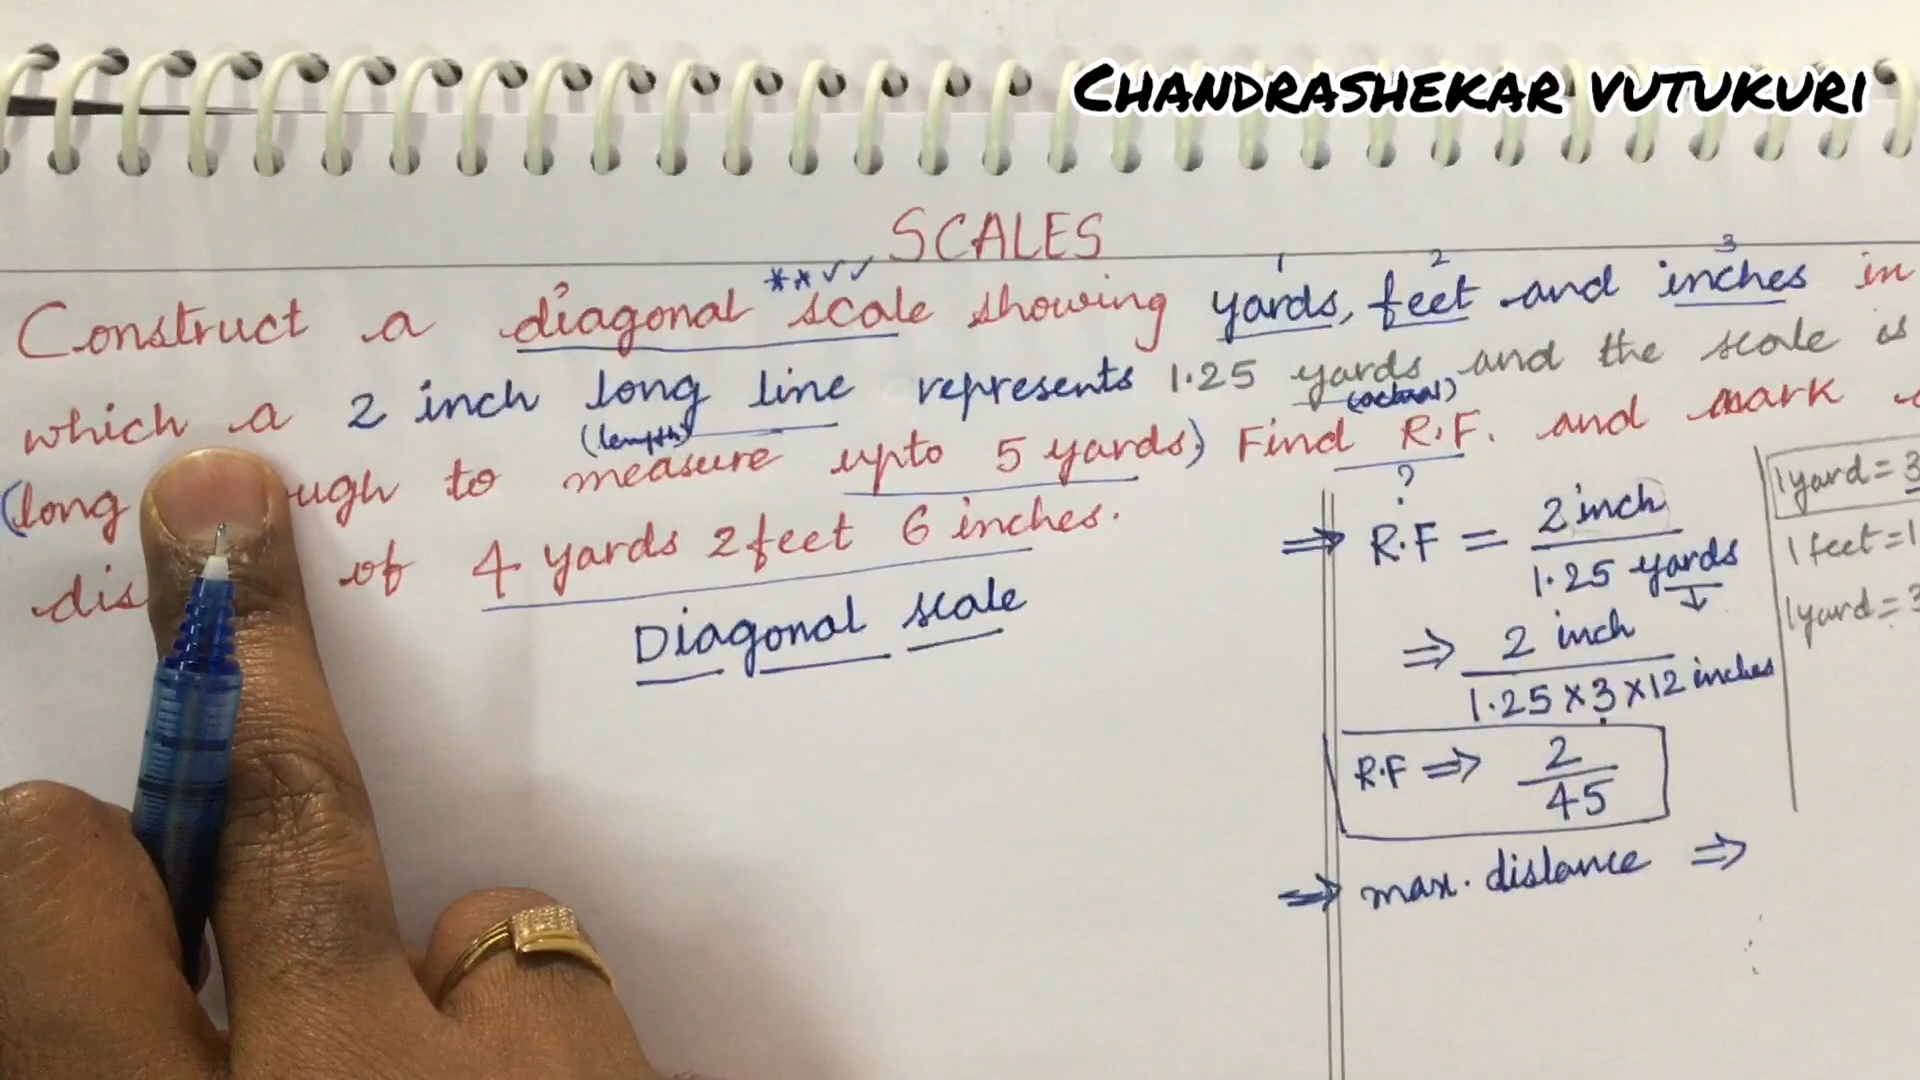 CHANDRASHEKAR VUTUKURI
SCALES
* * ✓ ✓
1 2 3
Construct a diagonal scale showing yards, feet and inches in
which a 2 inch long line represents 1.25 yards and the scale is
(length) (actual)
(long to measure upto 5 yards) Find R.F. and mark
?
of 4 yards 2 feet 6 inches.
Diagonal scale
⇒ R.F = 2 inch / 1.25 yards
↓
⇒ 2 inch / 1.25 × 3 × 12 inches
R.F ⇒ 2 / 45
⇒ max. distance ⇒
1 yard = 3
1 feet = 1
1 yard = 3